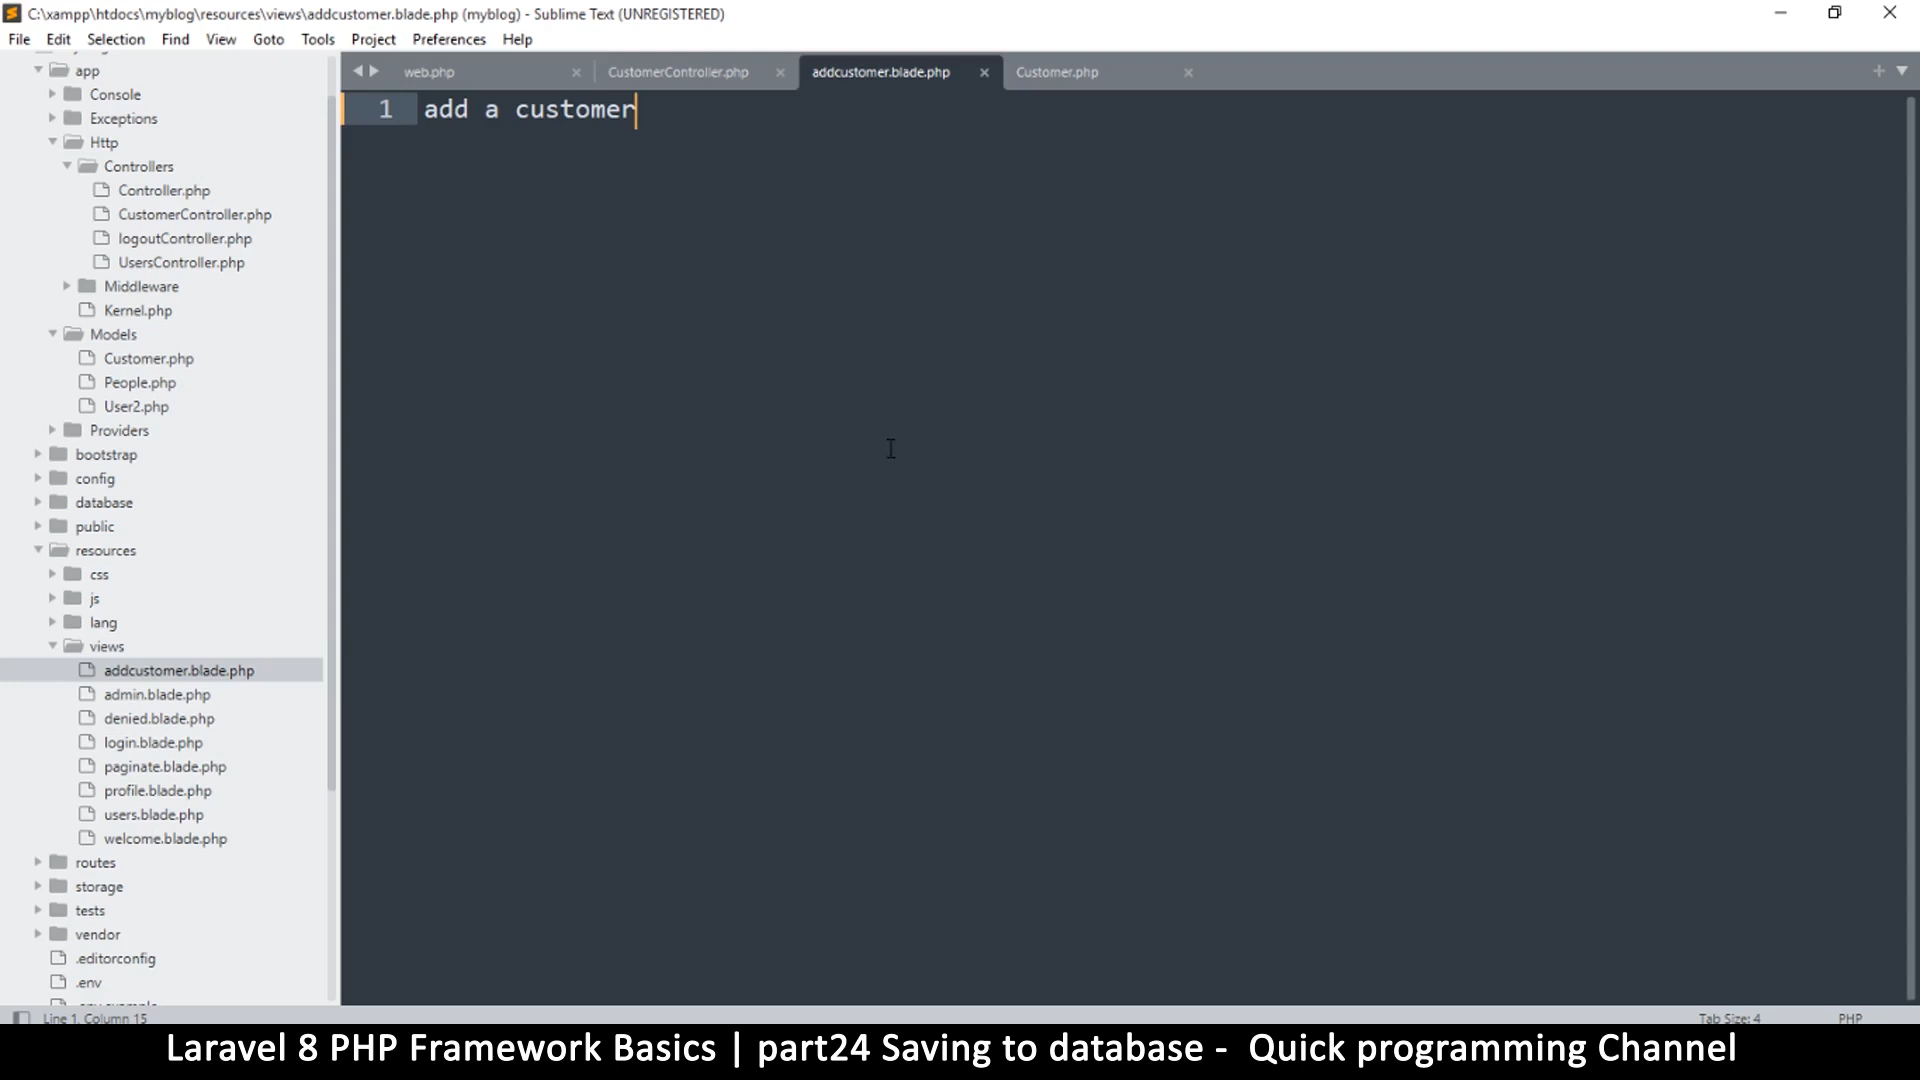 C:\xampp\htdocs\myblog\resources\views\addcustomer.blade.php (myblog) - Sublime Text (UNREGISTERED)
File Edit Selection Find View Goto Tools Project Preferences Help
web.php CustomerController.php addcustomer.blade.php Customer.php
1 add a customer
app
Console
Exceptions
Http
Controllers
Controller.php
CustomerController.php
logoutController.php
UsersController.php
Middleware
Kernel.php
Models
Customer.php
People.php
User2.php
Providers
bootstrap
config
database
public
resources
css
js
lang
views
addcustomer.blade.php
admin.blade.php
denied.blade.php
login.blade.php
paginate.blade.php
profile.blade.php
users.blade.php
welcome.blade.php
routes
storage
tests
vendor
.editorconfig
.env
Line 1, Column 15 Tab Size: 4 PHP
Laravel 8 PHP Framework Basics | part24 Saving to database - Quick programming Channel